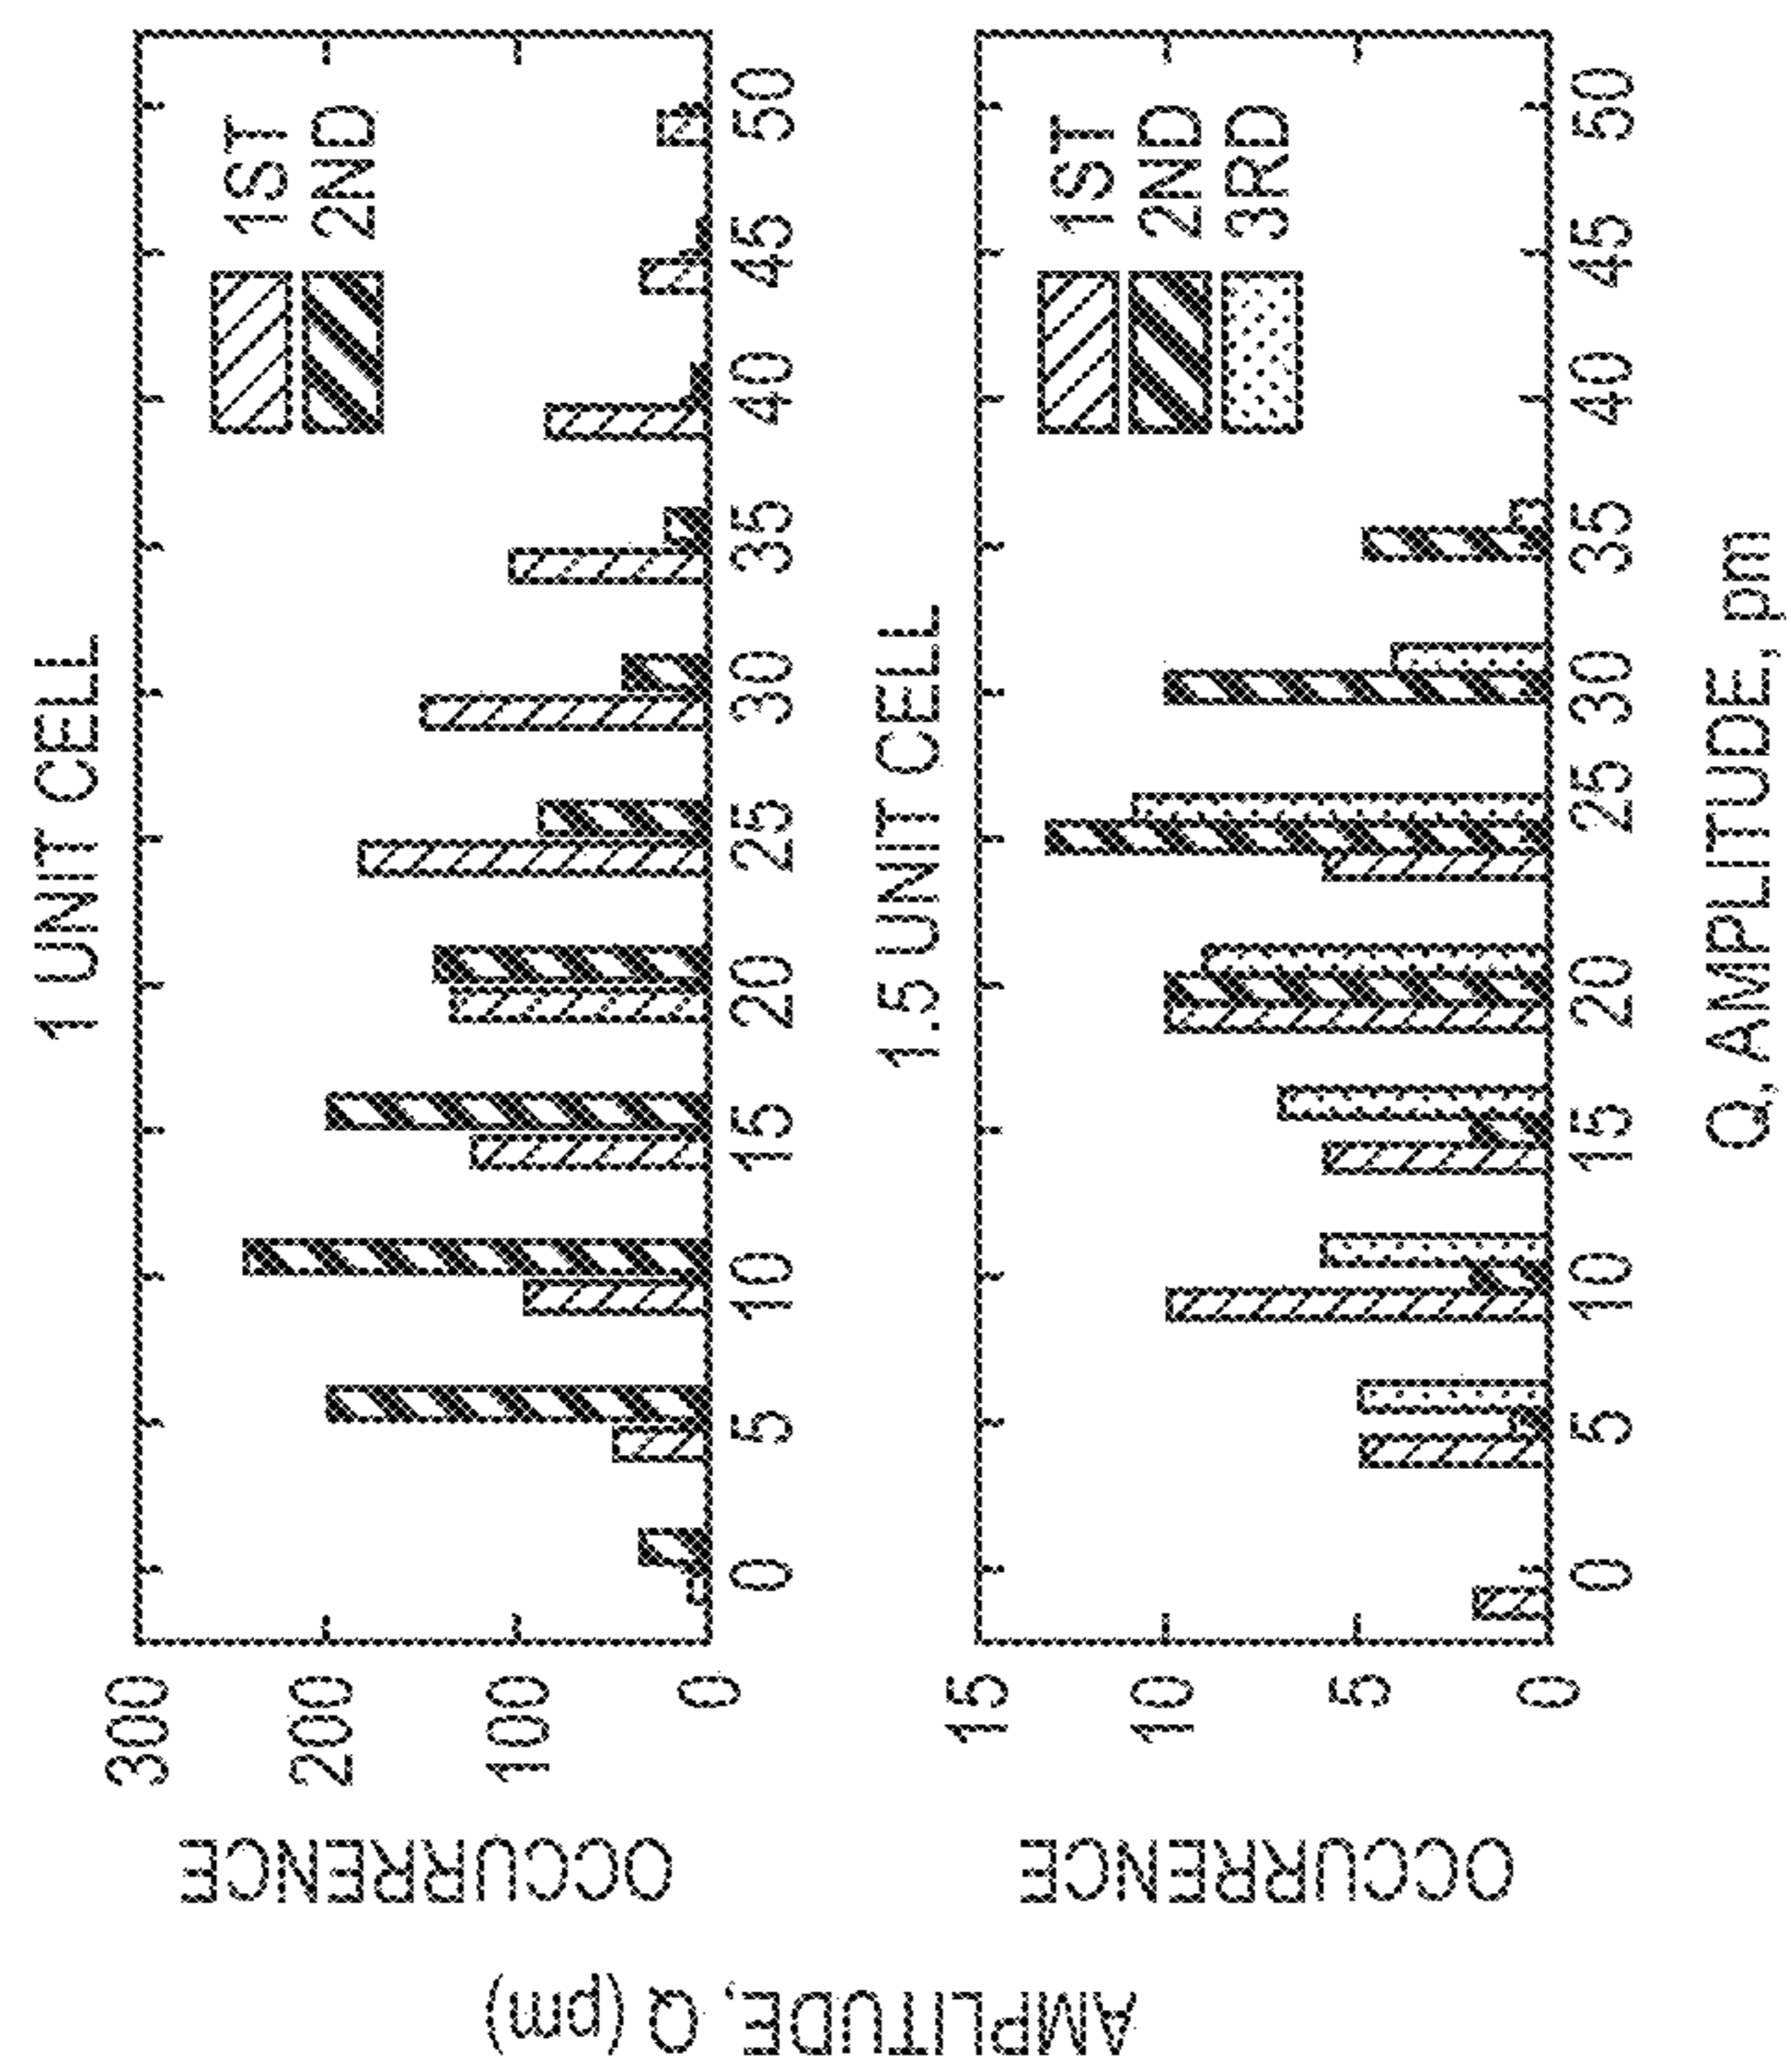 1 UNIT CELL
300
200
100
0
OCCURRENCE
1ST
2ND
0 5 10 15 20 25 30 35 40 45 50
1.5 UNIT CELL
15
10
5
0
OCCURRENCE
1ST
2ND
3RD
0 5 10 15 20 25 30 35 40 45 50
AMPLITUDE, Q (pm)
Q, AMPLITUDE, pm